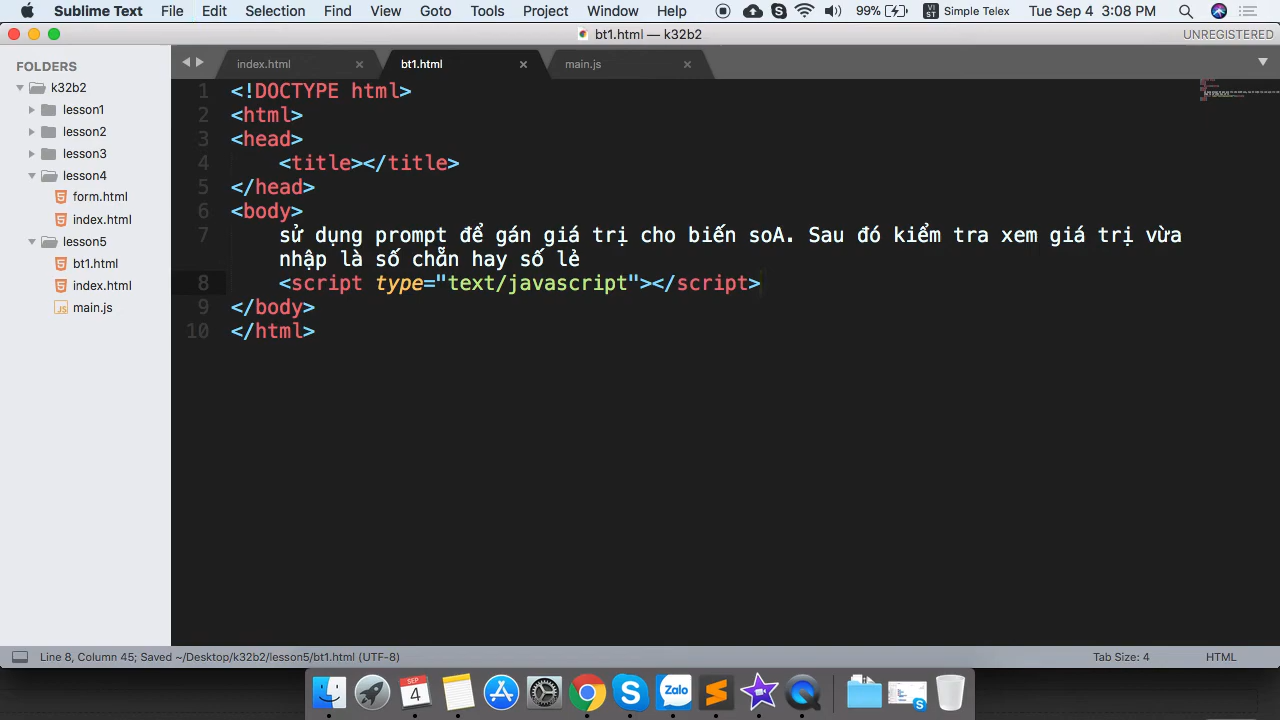 Sublime Text File Edit Selection Find View Goto Tools Project Window Help 99% VI ST Simple Telex Tue Sep 4 3:08 PM
bt1.html — k32b2 UNREGISTERED
FOLDERS
k32b2
lesson1
lesson2
lesson3
lesson4
form.html
index.html
lesson5
bt1.html
index.html
main.js
index.html bt1.html main.js
1 <!DOCTYPE html>
2 <html>
3 <head>
4 <title></title>
5 </head>
6 <body>
7 sử dụng prompt để gán giá trị cho biến soA. Sau đó kiểm tra xem giá trị vừa
nhập là số chẵn hay số lẻ
8 <script type="text/javascript"></script>
9 </body>
10 </html>
Line 8, Column 45; Saved ~/Desktop/k32b2/lesson5/bt1.html (UTF-8) Tab Size: 4 HTML
SEP
4
Zalo